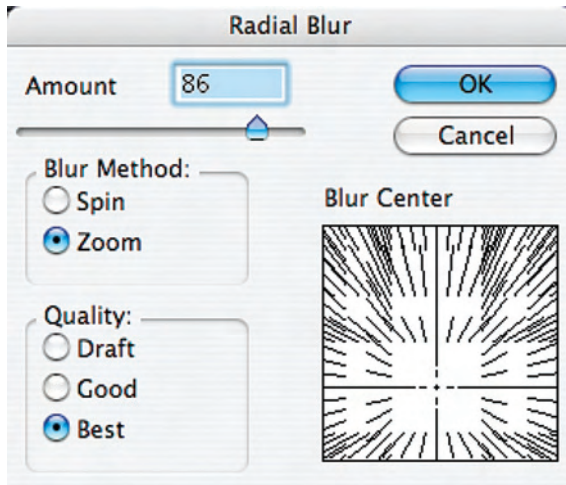 Radial Blur
Amount 86
OK
Cancel
Blur Method:
Spin
Zoom
Blur Center
Quality:
Draft
Good
Best